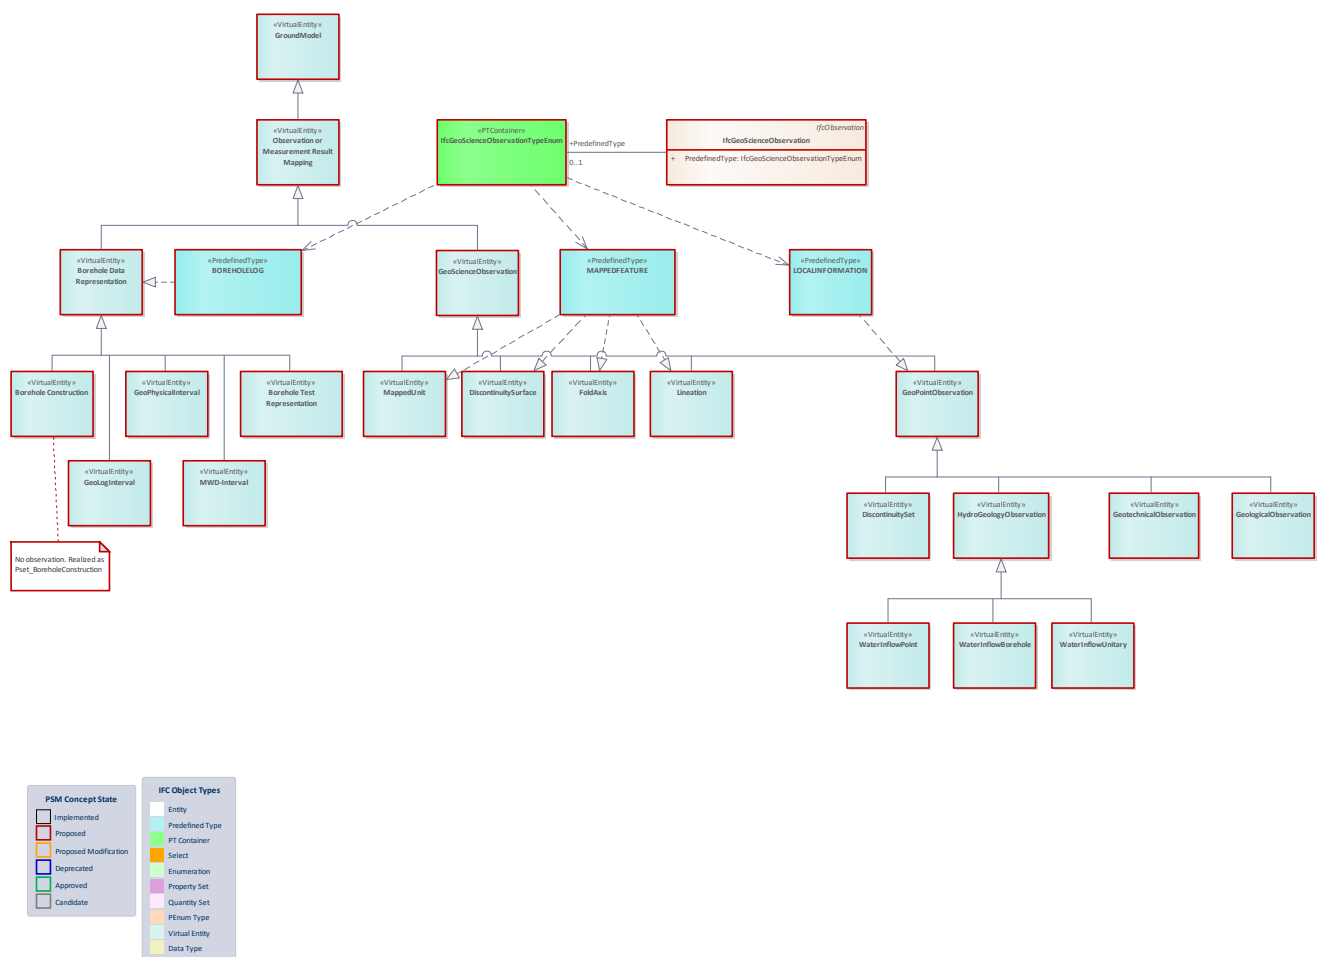 «VirtualEntity»
GroundModel
«VirtualEntity»
Observation or
Measurement Result
Mapping
«PTContainer»
IfcGeoScienceObservationTypeEnum
+PredefinedType
0..1
IfcObservation
IfcGeoScienceObservation
+ PredefinedType: IfcGeoScienceObservationTypeEnum
«VirtualEntity»
Borehole Data
Representation
«PredefinedType»
BOREHOLELOG
«VirtualEntity»
GeoScienceObservation
«PredefinedType»
MAPPEDFEATURE
«PredefinedType»
LOCALINFORMATION
«VirtualEntity»
Borehole Construction
«VirtualEntity»
GeoPhysicalInterval
«VirtualEntity»
Borehole Test
Representation
«VirtualEntity»
MappedUnit
«VirtualEntity»
DiscontinuitySurface
«VirtualEntity»
FoldAxis
«VirtualEntity»
Lineation
«VirtualEntity»
GeoPointObservation
«VirtualEntity»
GeoLogInterval
«VirtualEntity»
MWD-Interval
«VirtualEntity»
DiscontinuitySet
«VirtualEntity»
HydroGeologyObservation
«VirtualEntity»
GeotechnicalObservation
«VirtualEntity»
GeologicalObservation
No observation. Realized as
Pset_BoreholeConstruction
«VirtualEntity»
WaterInflowPoint
«VirtualEntity»
WaterInflowBorehole
«VirtualEntity»
WaterInflowUnitary
PSM Concept State
Implemented
Proposed
Proposed Modification
Deprecated
Approved
Candidate
IFC Object Types
Entity
Predefined Type
PT Container
Select
Enumeration
Property Set
Quantity Set
PEnum Type
Virtual Entity
Data Type